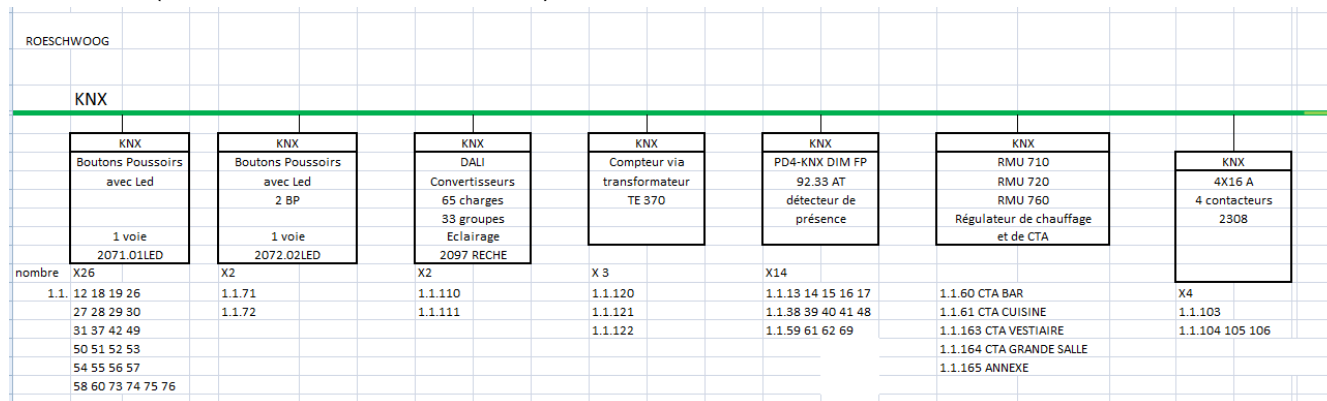 ROESCHWOOG
KNX
KNX
Boutons Poussoirs
avec Led
1 voie
2071.01LED
KNX
Boutons Poussoirs
avec Led
2 BP
1 voie
2072.02LED
KNX
DALI
Convertisseurs
65 charges
33 groupes
Eclairage
2097 RECHE
KNX
Compteur via
transformateur
TE 370
KNX
PD4-KNX DIM FP
92.33 AT
détecteur de
présence
KNX
RMU 710
RMU 720
RMU 760
Régulateur de chauffage
et de CTA
KNX
4X16 A
4 contacteurs
2308
nombre X26 X2 X2 X 3 X14
1.1. 12 18 19 26 1.1.71 1.1.110 1.1.120 1.1.13 14 15 16 17 1.1.60 CTA BAR X4
27 28 29 30 1.1.72 1.1.111 1.1.121 1.1.38 39 40 41 48 1.1.61 CTA CUISINE 1.1.103
31 37 42 49 1.1.122 1.1.59 61 62 69 1.1.163 CTA VESTIAIRE 1.1.104 105 106
50 51 52 53 1.1.164 CTA GRANDE SALLE
54 55 56 57 1.1.165 ANNEXE
58 60 73 74 75 76